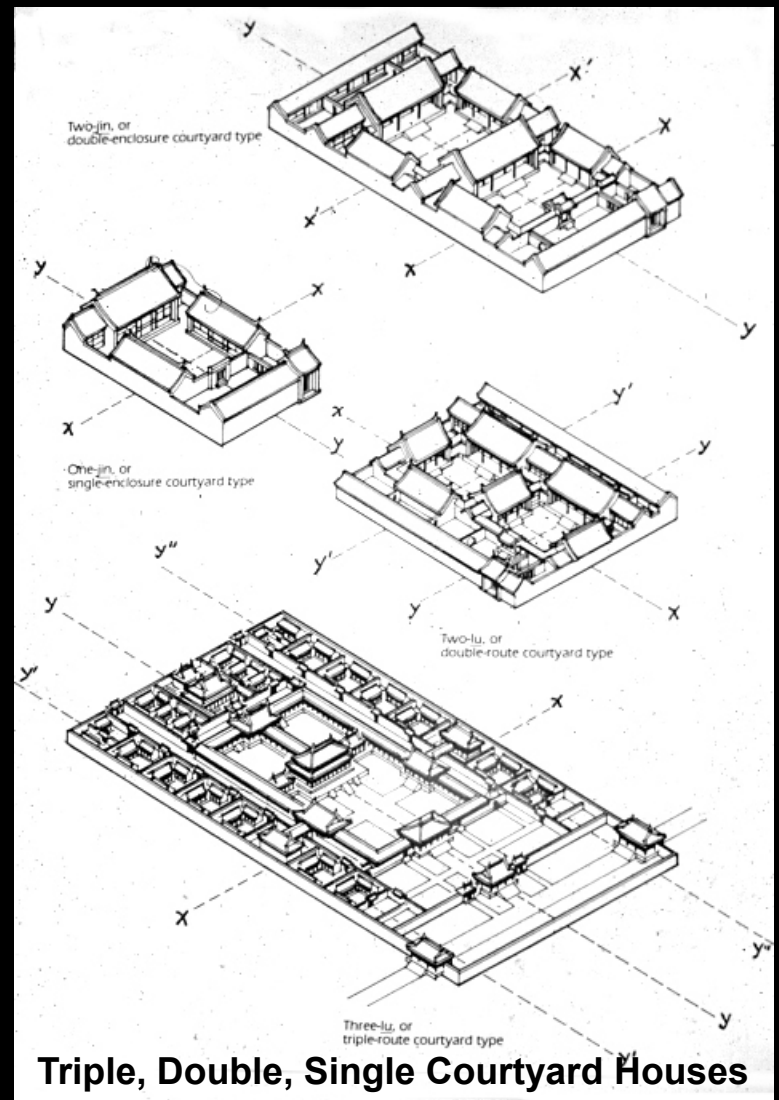 y
x'
Two-jin, or
double-enclosure courtyard type
x
x'
x
y
y
x
x
y
One-jin, or
single-enclosure courtyard type
x
y'
y
y'
y
x
Two-lu, or
double-route courtyard type
y"
y
y"
x
x
y"
y
Three-lu, or
triple-route courtyard type
y'
Triple, Double, Single Courtyard Houses